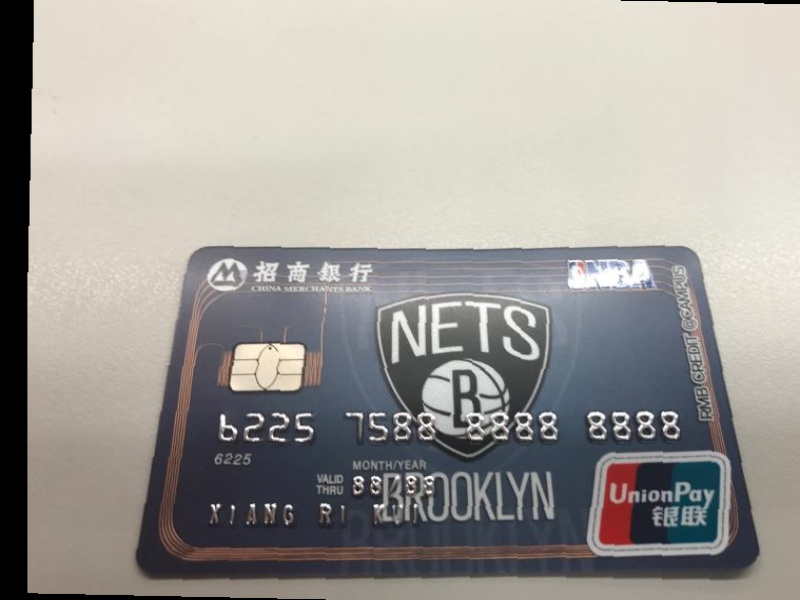 招商银行
CHINA MERCHANTS BANK
NBA
RMB CREDIT @CAMPUS
NETS
B
6225 7588 8888 8888
6225
MONTH/YEAR
VALID THRU 88/88
BROOKLYN
XIANG RI KUI
UnionPay
银联